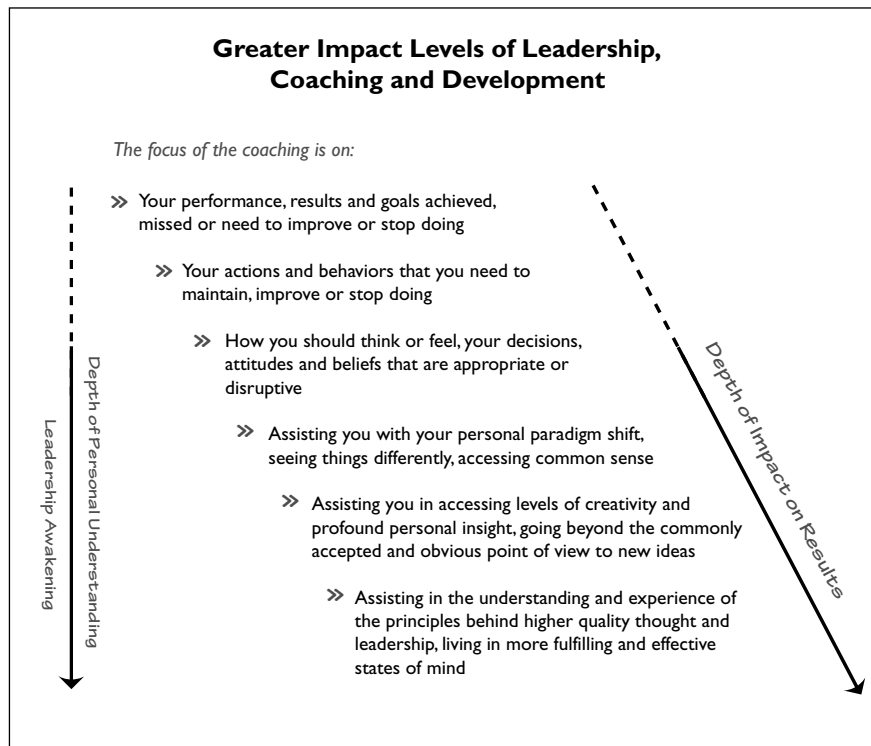 Greater Impact Levels of Leadership,
Coaching and Development
The focus of the coaching is on:
» Your performance, results and goals achieved,
missed or need to improve or stop doing
» Your actions and behaviors that you need to
maintain, improve or stop doing
» How you should think or feel, your decisions,
attitudes and beliefs that are appropriate or
disruptive
» Assisting you with your personal paradigm shift,
seeing things differently, accessing common sense
» Assisting you in accessing levels of creativity and
profound personal insight, going beyond the commonly
accepted and obvious point of view to new ideas
» Assisting in the understanding and experience of
the principles behind higher quality thought and
leadership, living in more fulfilling and effective
states of mind
Depth of Personal Understanding
Leadership Awakening
Depth of Impact on Results